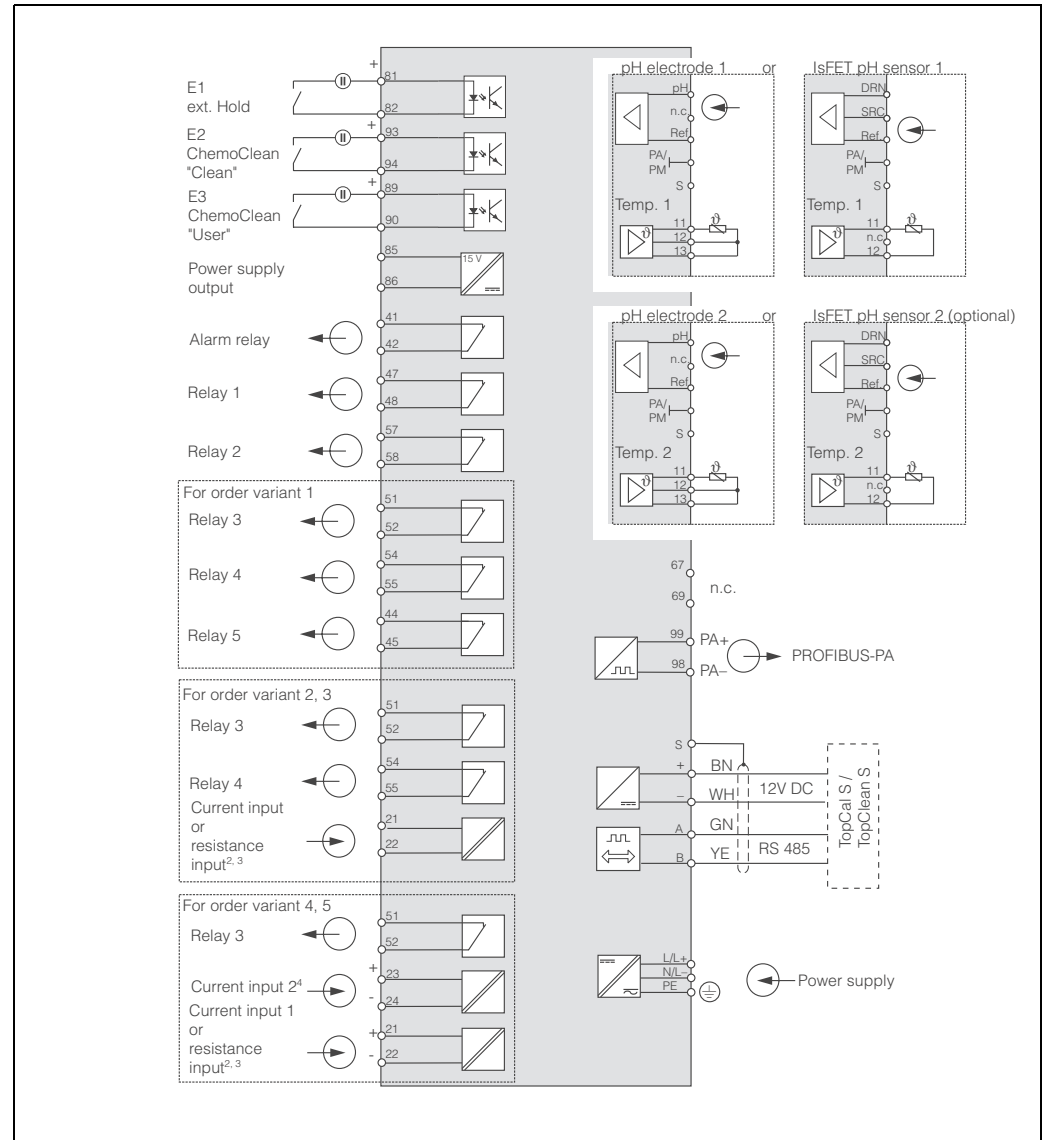 E1
ext. Hold
+
81
82
E2
ChemoClean
"Clean"
+
93
94
E3
ChemoClean
"User"
+
89
90
Power supply
output
85
86
15 V
Alarm relay
41
42
Relay 1
47
48
Relay 2
57
58
For order variant 1
Relay 3
51
52
Relay 4
54
55
Relay 5
44
45
For order variant 2, 3
Relay 3
51
52
Relay 4
54
55
Current input
or
resistance
input2, 3
21
22
For order variant 4, 5
Relay 3
51
52
Current input 24
+
23
-
24
Current input 1
or
resistance
input2, 3
+
21
-
22
pH electrode 1 or IsFET pH sensor 1
pH
n.c
Ref
PA/
PM
S
Temp. 1
ϑ
11
12
13
ϑ
DRN
SRC
Ref.
PA/
PM
S
Temp. 1
ϑ
11
n.c
12
ϑ
pH electrode 2 or IsFET pH sensor 2 (optional)
pH
n.c
Ref
PA/
PM
S
Temp. 2
ϑ
11
12
13
ϑ
DRN
SRC
Ref.
PA/
PM
S
Temp. 2
ϑ
11
n.c
12
ϑ
67
69
n.c.
99 PA+
98 PA–
PROFIBUS-PA
S
+ BN
– WH
12V DC
A GN
B YE
RS 485
TopCal S /
TopClean S
L/L+
N/L–
PE
Power supply